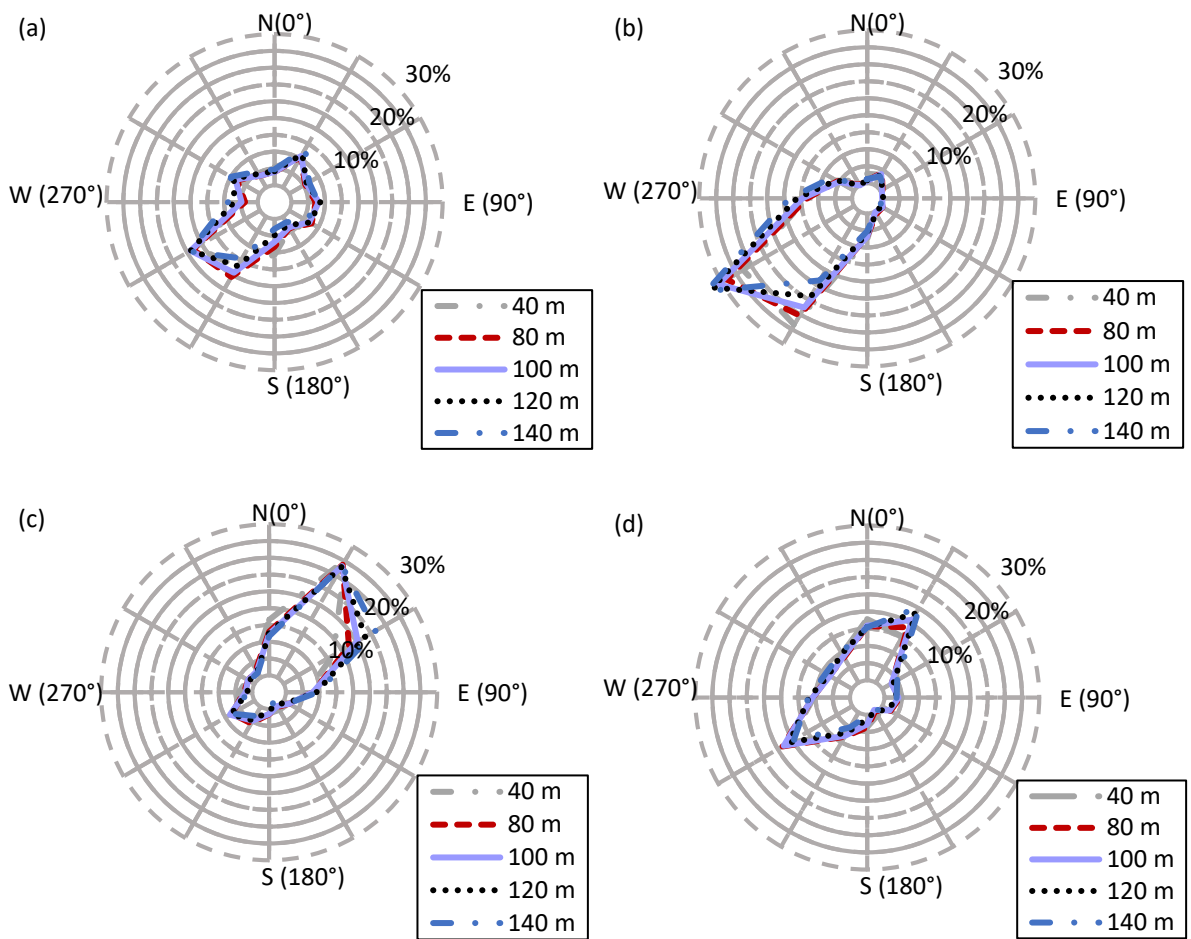 (a)
N(0°)
30%
20%
10%
W (270°)
E (90°)
S (180°)
40 m
80 m
100 m
120 m
140 m
(b)
N(0°)
30%
20%
10%
W (270°)
E (90°)
S (180°)
40 m
80 m
100 m
120 m
140 m
(c)
N(0°)
30%
20%
10%
W (270°)
E (90°)
S (180°)
40 m
80 m
100 m
120 m
140 m
(d)
N(0°)
30%
20%
10%
W (270°)
E (90°)
S (180°)
40 m
80 m
100 m
120 m
140 m